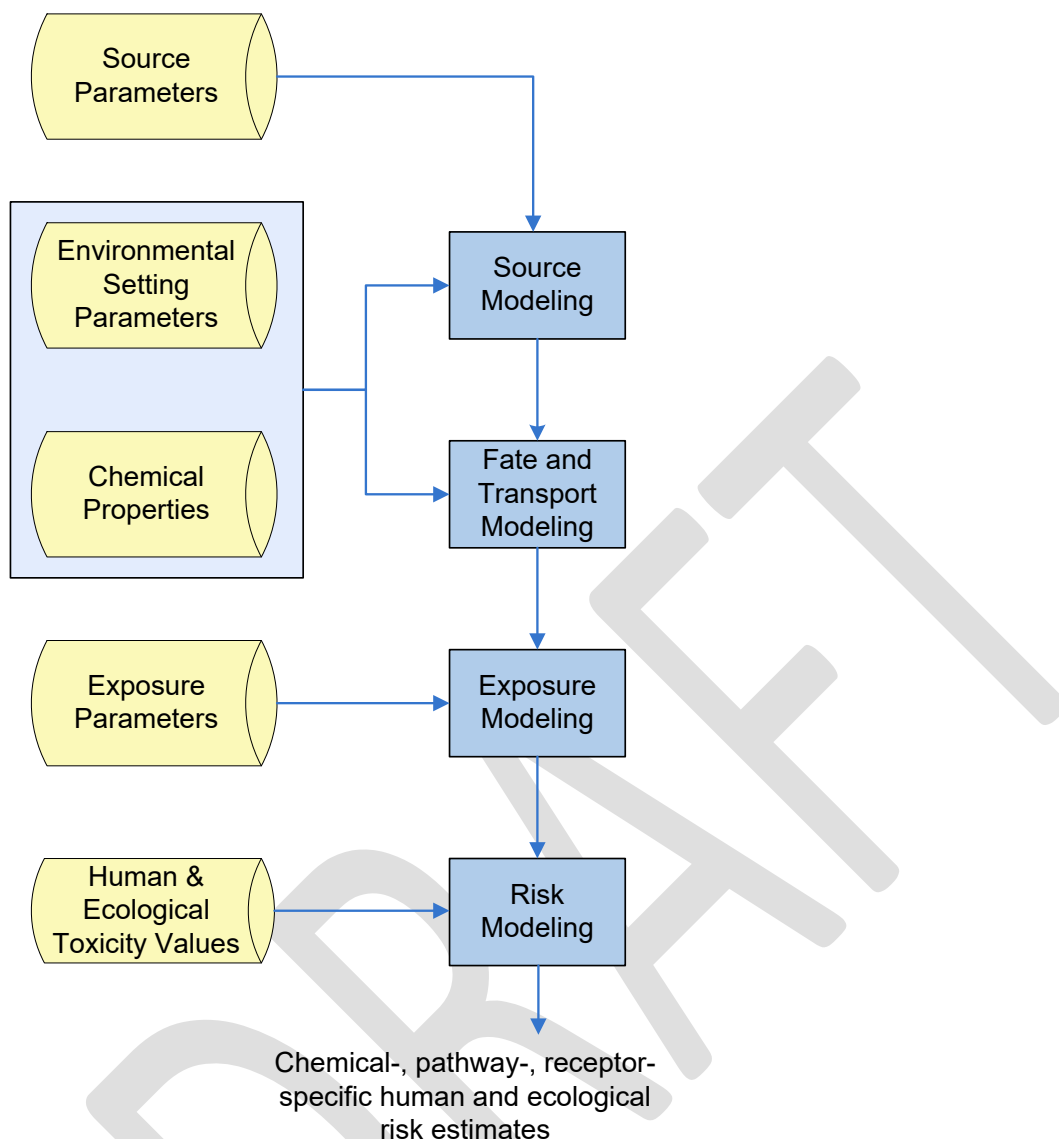 Source
Parameters
Environmental
Setting
Parameters
Source
Modeling
Chemical
Properties
Fate and
Transport
Modeling
Exposure
Parameters
Exposure
Modeling
Human &
Ecological
Toxicity Values
Risk
Modeling
Chemical-, pathway-, receptor-
specific human and ecological
risk estimates
DRAFT